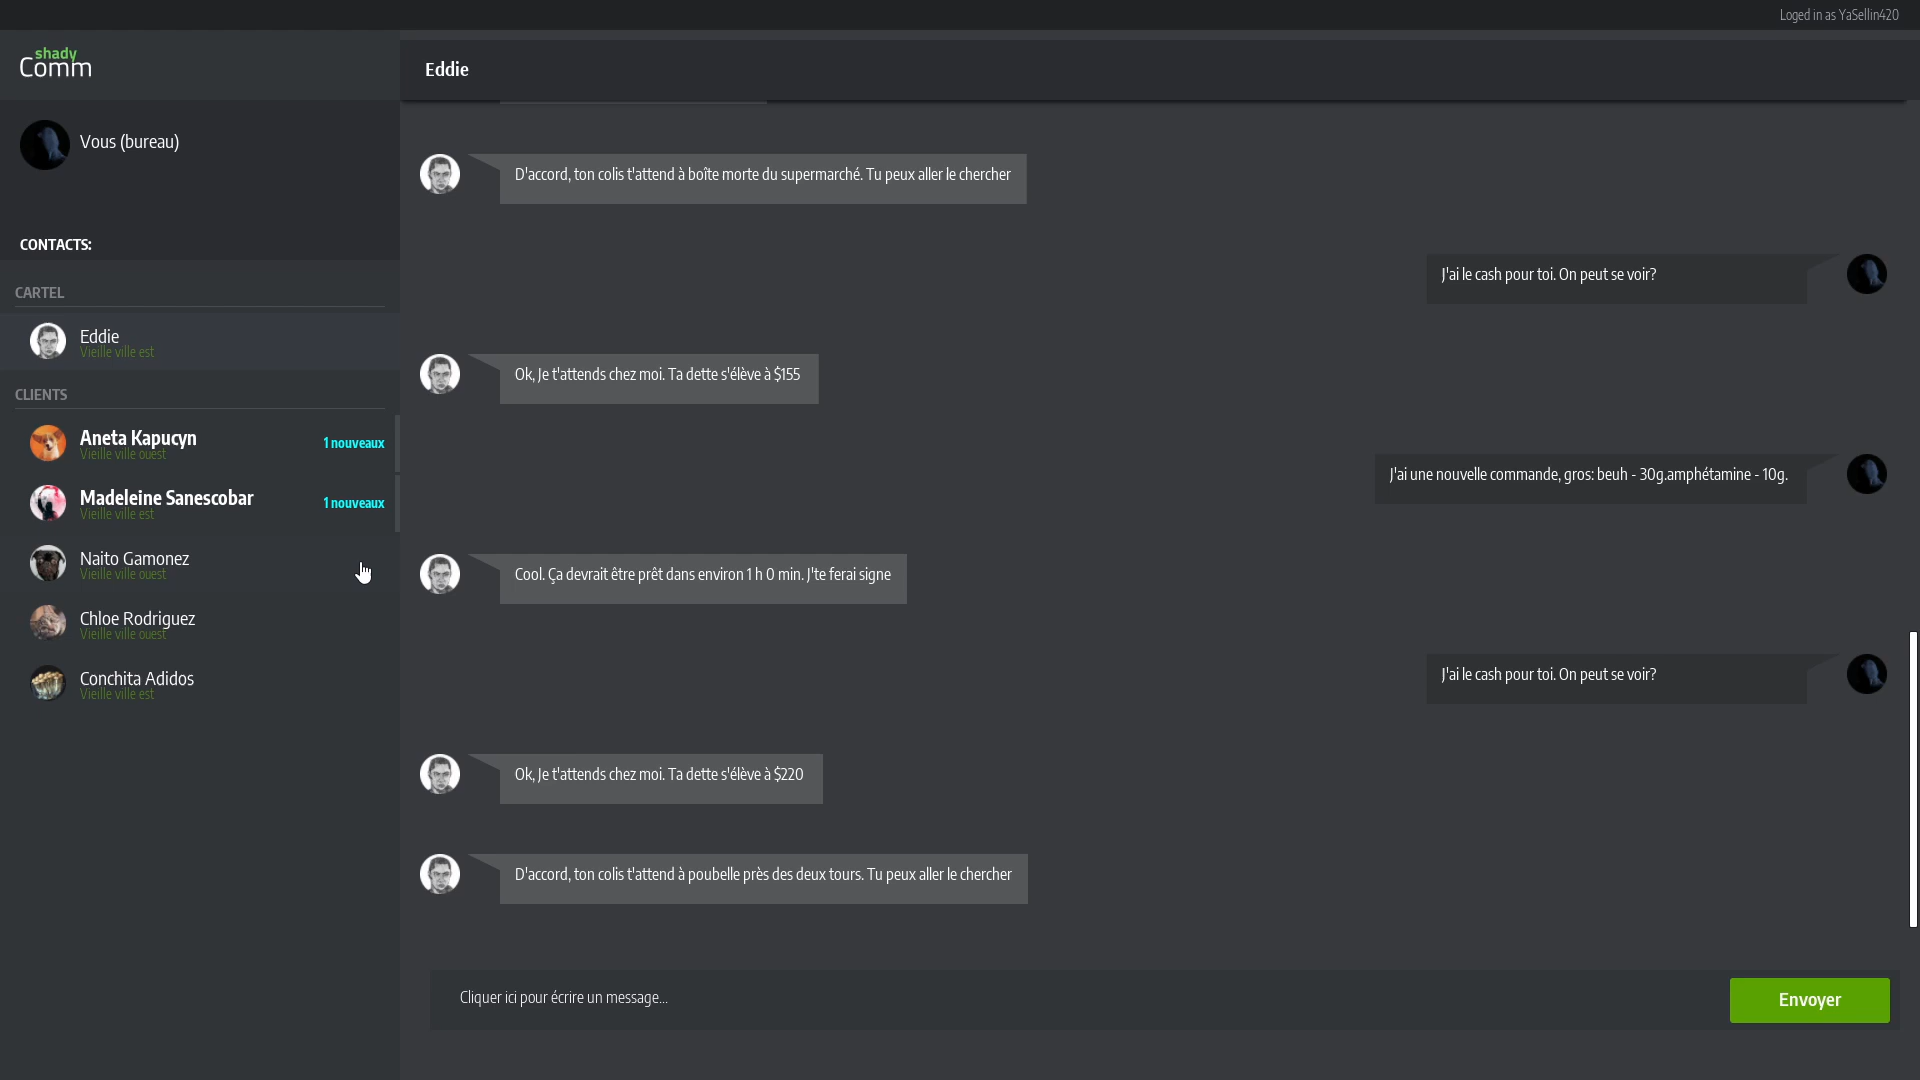 Loged in as YaSellin420
shady
Comm
Vous (bureau)
CONTACTS:
CARTEL
Eddie
Vieille ville est
CLIENTS
Aneta Kapucyn
Vieille ville ouest
1 nouveaux
Madeleine Sanescobar
Vieille ville est
1 nouveaux
Naito Gamonez
Vieille ville ouest
Chloe Rodriguez
Vieille ville ouest
Conchita Adidos
Vieille ville est
Eddie
D'accord, ton colis t'attend à boîte morte du supermarché. Tu peux aller le chercher
J'ai le cash pour toi. On peut se voir?
Ok, Je t'attends chez moi. Ta dette s'élève à $155
J'ai une nouvelle commande, gros: beuh - 30g.amphétamine - 10g.
Cool. Ça devrait être prêt dans environ 1 h 0 min. J'te ferai signe
J'ai le cash pour toi. On peut se voir?
Ok, Je t'attends chez moi. Ta dette s'élève à $220
D'accord, ton colis t'attend à poubelle près des deux tours. Tu peux aller le chercher
Cliquer ici pour écrire un message...
Envoyer